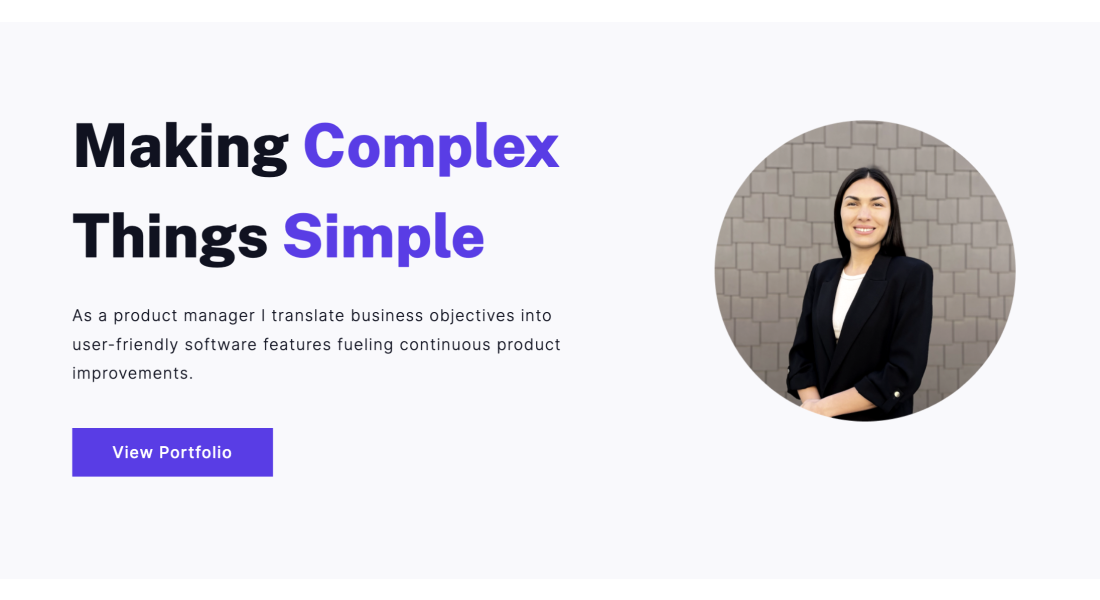 Making Complex
Things Simple
As a product manager I translate business objectives into
user-friendly software features fueling continuous product
improvements.
View Portfolio